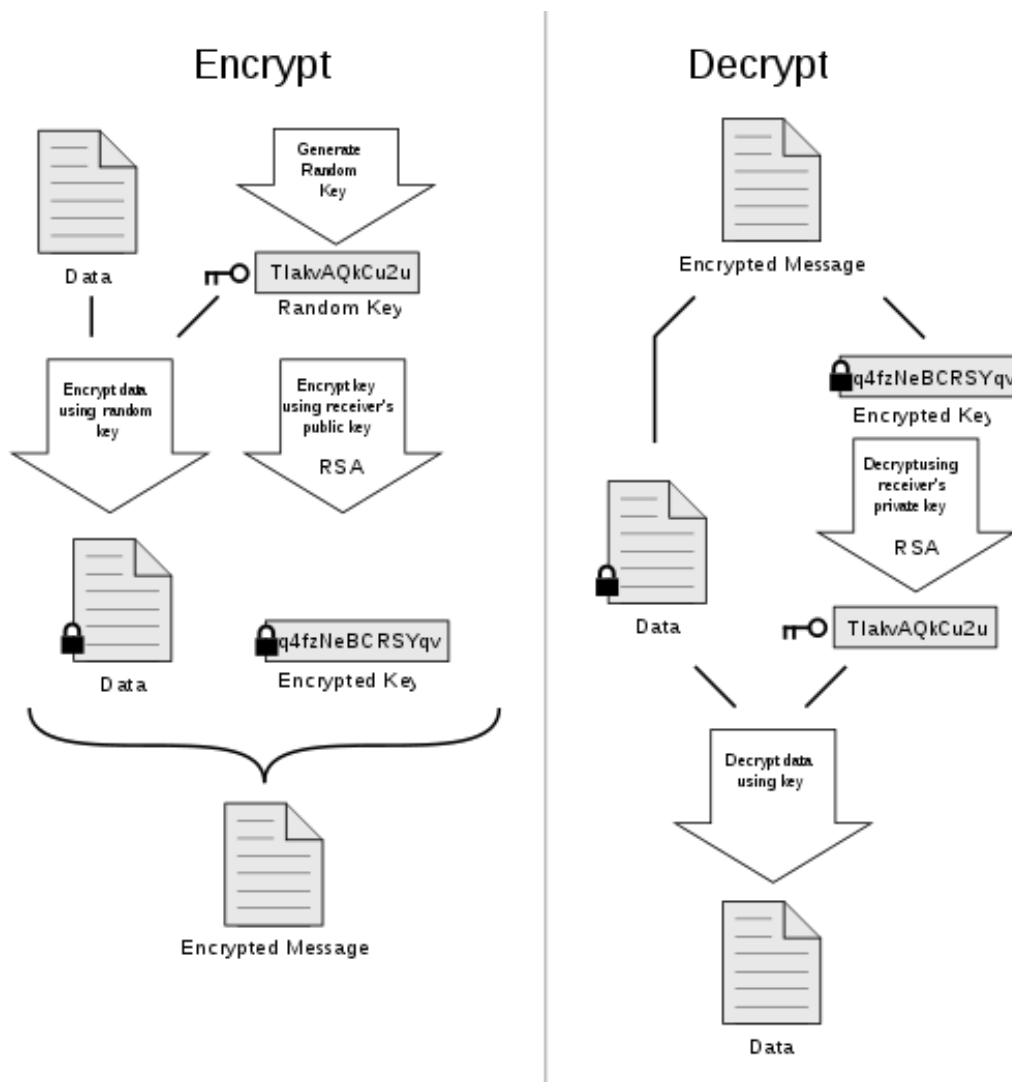 Encrypt
Generate
Random
Key
Data
TIakvAQkCu2u
Random Key
Encrypt data
using random
key
Encrypt key
using receiver's
public key
RSA
Data
q4fzNeBCRSYqv
Encrypted Key
Encrypted Message
Decrypt
Encrypted Message
q4fzNeBCRSYqv
Encrypted Key
Decryptusing
receiver's
private key
RSA
Data
TIakvAQkCu2u
Decrypt data
using key
Data